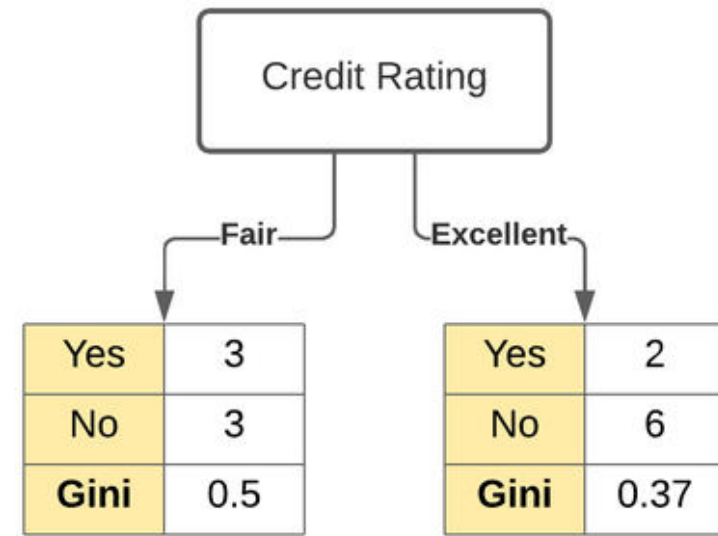 Credit Rating
Fair Excellent
Yes 3
No 3
Gini 0.5
Yes 2
No 6
Gini 0.37